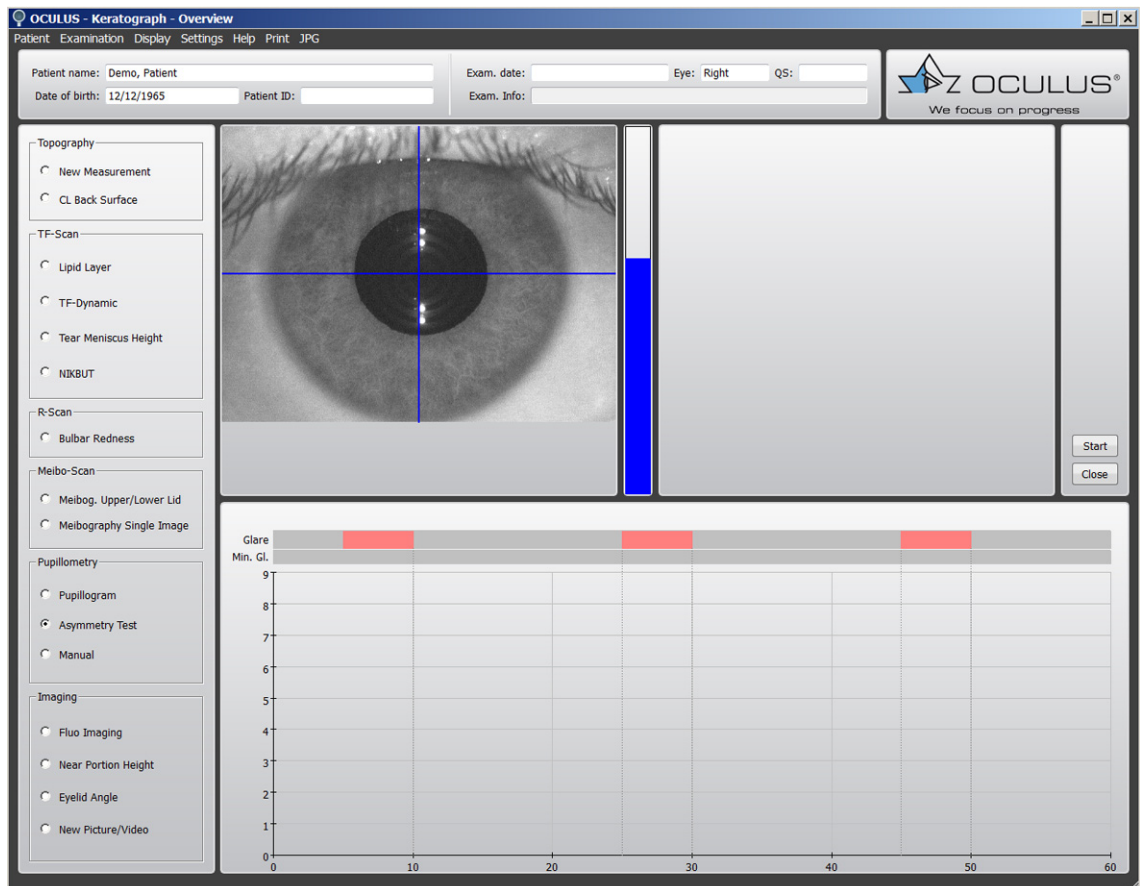 OCULUS - Keratograph - Overview
Patient Examination Display Settings Help Print JPG
Patient name: Demo, Patient
Date of birth: 12/12/1965 Patient ID:
Exam. date: Eye: Right QS:
Exam. Info:
OCULUS®
We focus on progress
Topography
New Measurement
CL Back Surface
TF-Scan
Lipid Layer
TF-Dynamic
Tear Meniscus Height
NIKBUT
R-Scan
Bulbar Redness
Meibo-Scan
Meibog. Upper/Lower Lid
Meibography Single Image
Pupillometry
Pupillogram
Asymmetry Test
Manual
Imaging
Fluo Imaging
Near Portion Height
Eyelid Angle
New Picture/Video
Start
Close
Glare
Min. Gl.
9
8
7
6
5
4
3
2
1
0
0 10 20 30 40 50 60